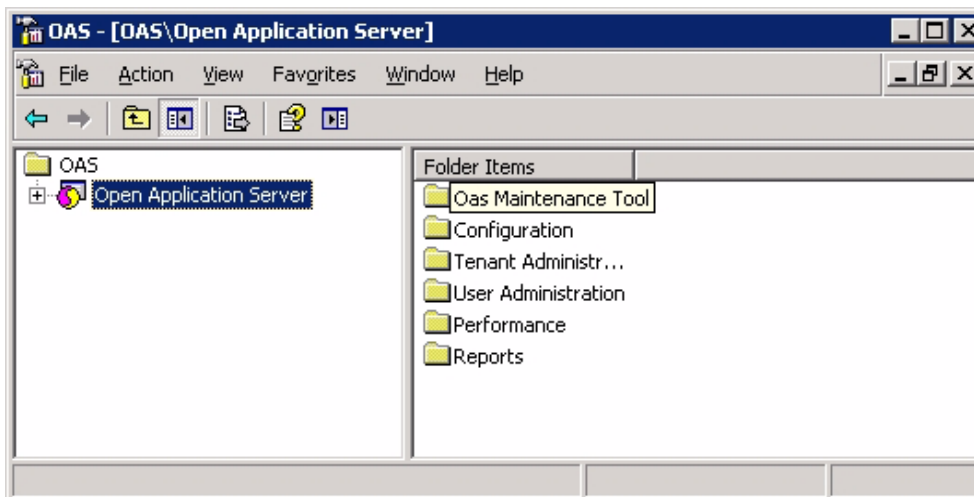 OAS - [OAS\Open Application Server]
File Action View Favorites Window Help
OAS
Open Application Server
Folder Items
Oas Maintenance Tool
Configuration
Tenant Administr...
User Administration
Performance
Reports